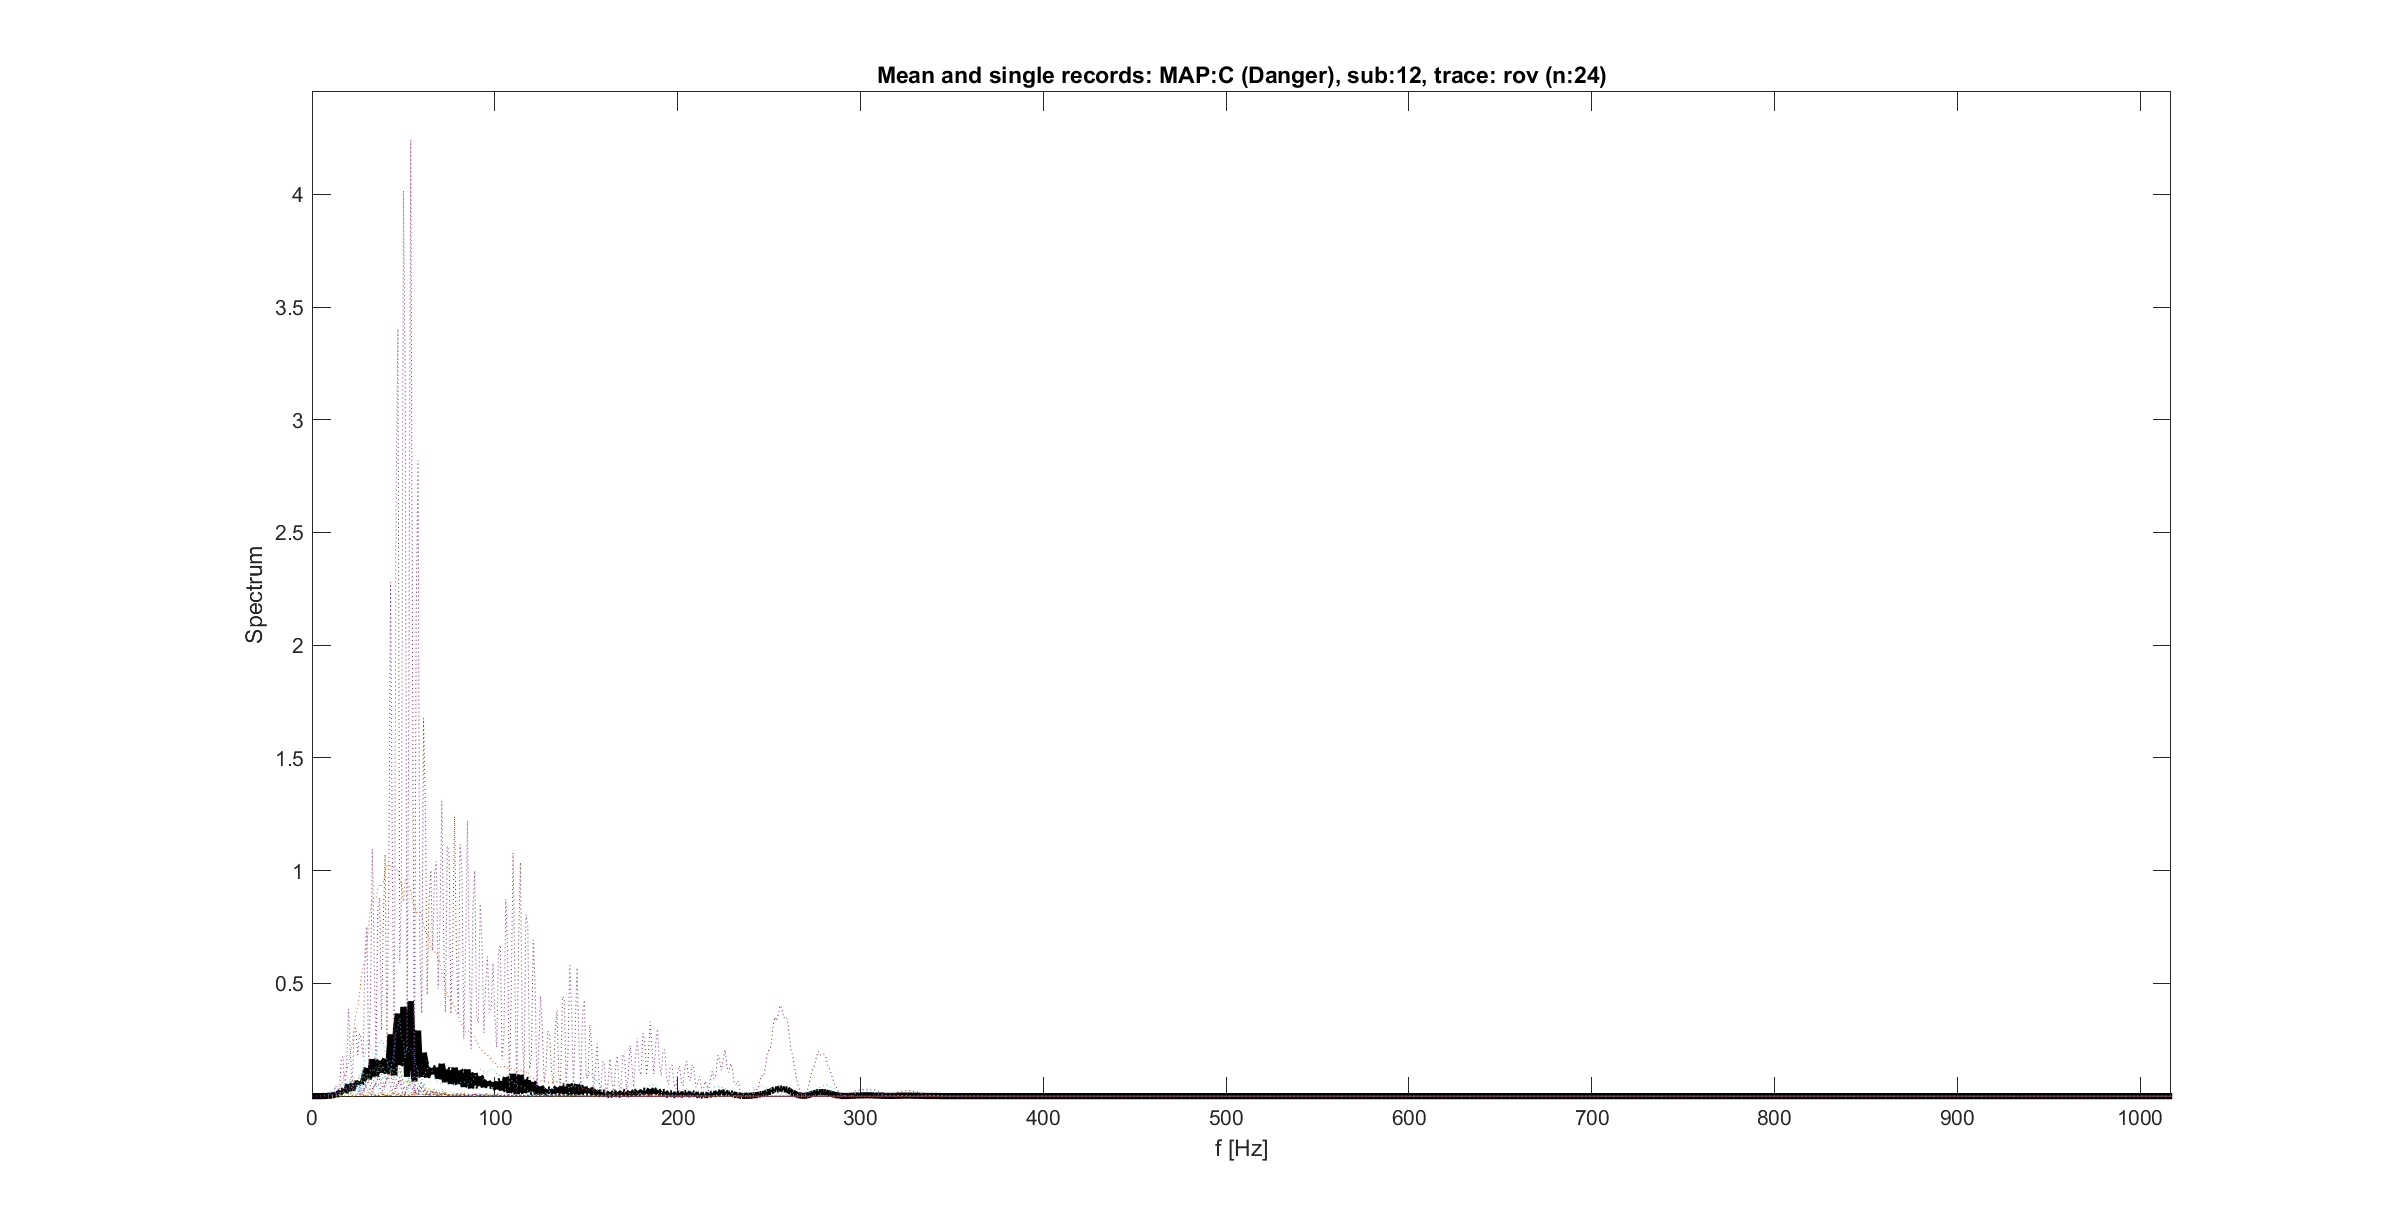 Mean and single records: MAP:C (Danger), sub:12, trace: rov (n:24)
4
3.5
3
2.5
2
1.5
1
0.5
Spectrum
0 100 200 300 400 500 600 700 800 900 1000
f [Hz]